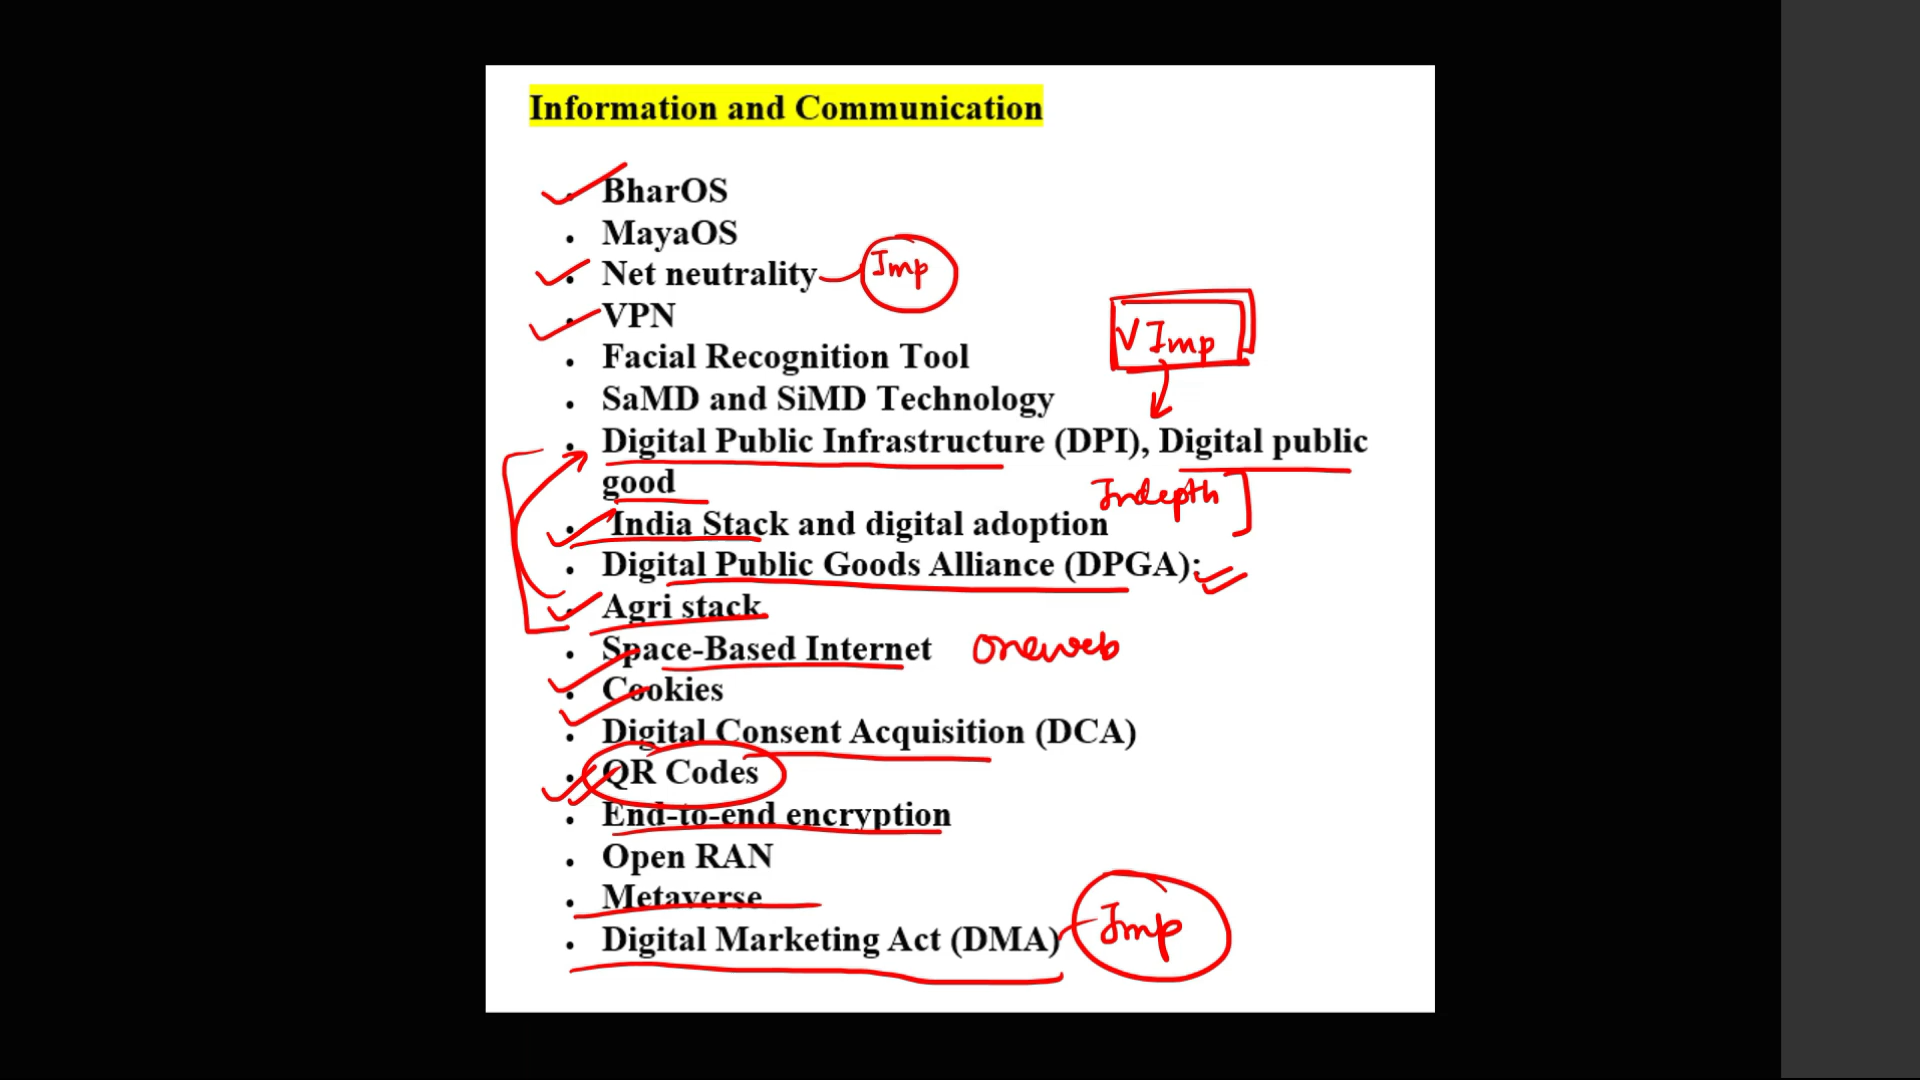 Information and Communication
• BharOS
• MayaOS
• Net neutrality Imp
• VPN
V Imp
• Facial Recognition Tool
• SaMD and SiMD Technology
• Digital Public Infrastructure (DPI), Digital public
good
Indepth
• India Stack and digital adoption
• Digital Public Goods Alliance (DPGA):
• Agri stack
• Space-Based Internet oneweb
• Cookies
• Digital Consent Acquisition (DCA)
• QR Codes
• End-to-end encryption
• Open RAN
• Metaverse
• Digital Marketing Act (DMA) Imp